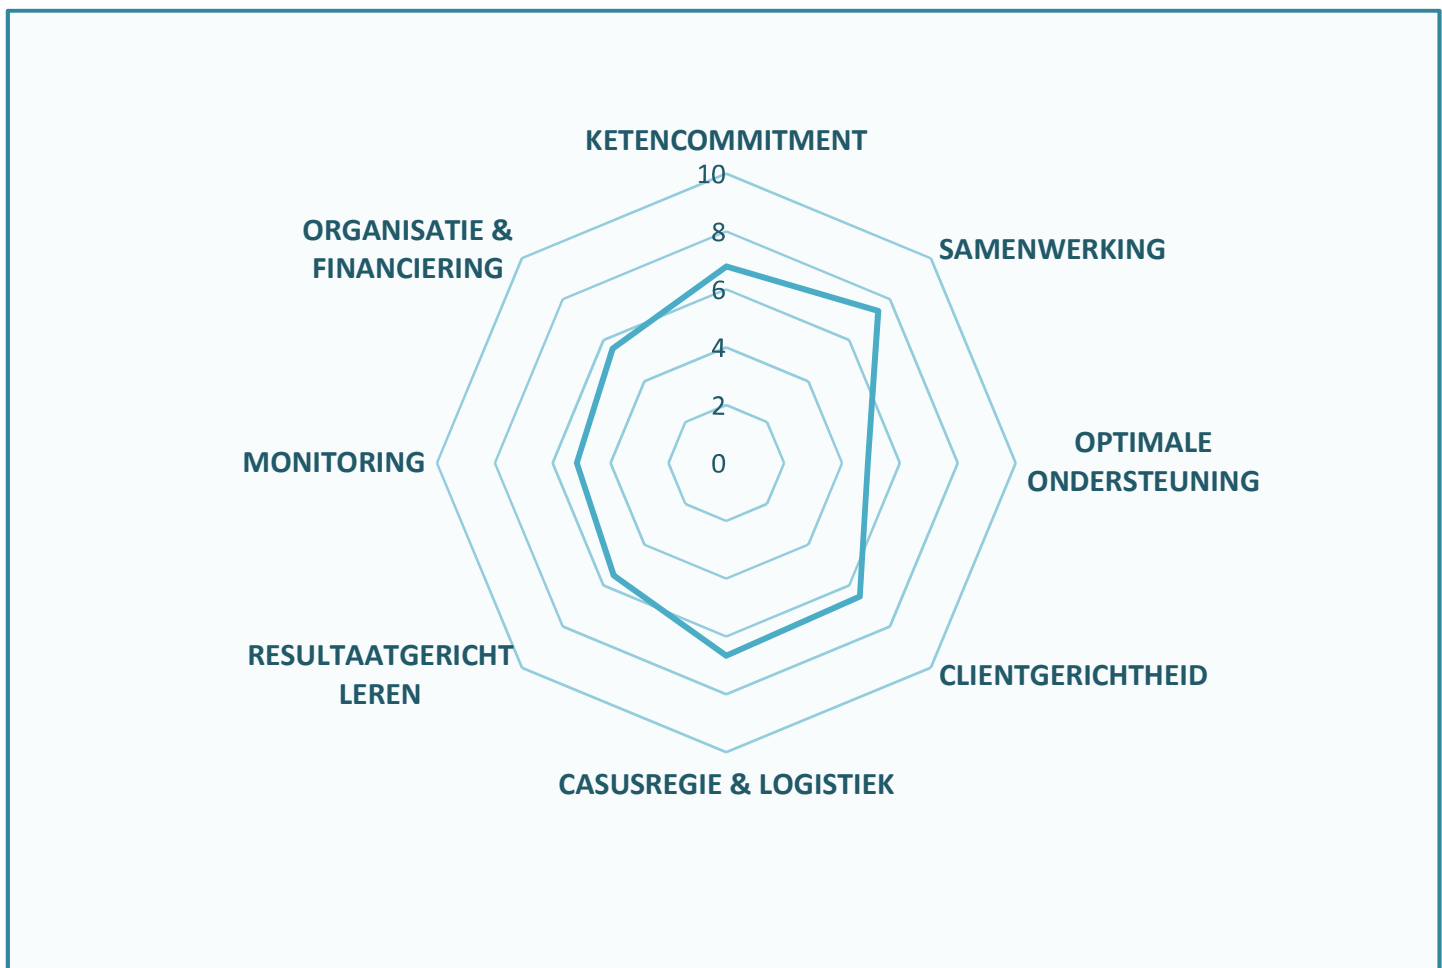 KETENCOMMITMENT
10
8
6
4
2
0
SAMENWERKING
OPTIMALE
ONDERSTEUNING
CLIENTGERICHTHEID
CASUSREGIE & LOGISTIEK
RESULTAATGERICHT
LEREN
MONITORING
ORGANISATIE &
FINANCIERING